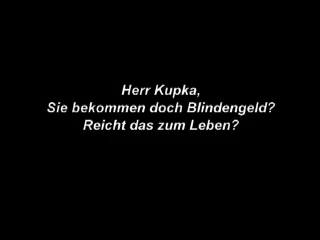 Herr Kupka,
Sie bekommen doch Blindengeld?
Reicht das zum Leben?